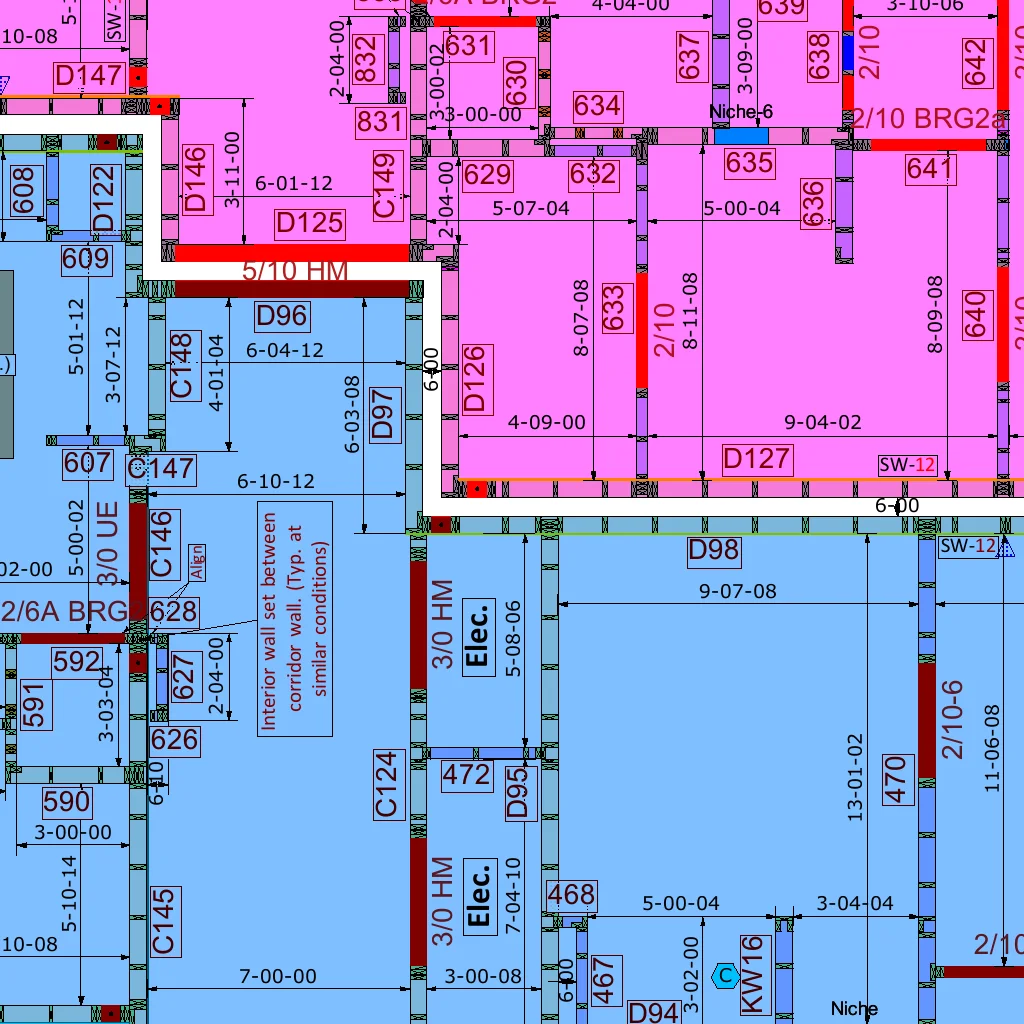 2/6A BRG2
4-04-00
639
3-10-06
5-
SW-
10-08
2-04-00
832
3-00-02
631
630
637
3-09-00
638
2/10
642
D147
831
3-00-00
634
Niche-6
2/10 BRG2a
D146
3-11-00
6-01-12
C149
629
632
635
641
636
608
D122
D125
2-04-00
5-07-04
5-00-04
609
5/10 HM
D96
5-01-12
3-07-12
C148
4-01-04
6-04-12
6-03-08
D97
6-00
D126
8-07-08
633
2/10
8-11-08
8-09-08
640
2/10
4-09-00
9-04-02
D127
SW-12
607
C147
6-10-12
6-00
3/0 UE
C146
5-00-02
Align
02-00
D98
SW-12
2/6A BRG
628
Interior wall set between
corridor wall. (Typ. at
similar conditions)
3/0 HM
Elec.
5-08-06
9-07-08
592
591
3-03-04
627
2-04-00
626
2/10-6
11-06-08
6-10
590
3-00-00
C124
472
D95
13-01-02
470
5-10-14
C145
3/0 HM
Elec.
7-04-10
468
5-00-04
3-04-04
10-08
7-00-00
3-00-08
6-00
467
3-02-00
C
KW16
D94
Niche
2/10